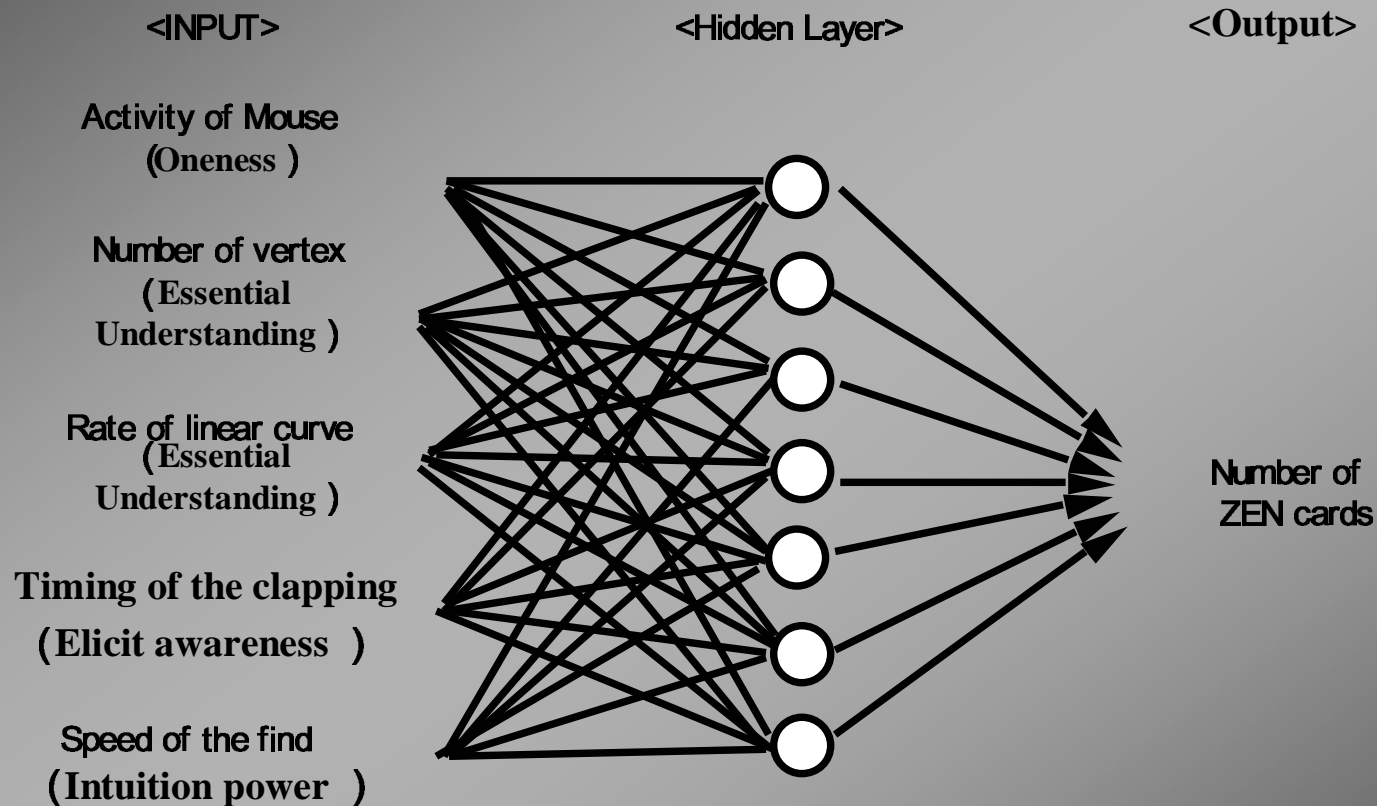 <INPUT>
<Hidden Layer>
<Output>
Activity of Mouse
(Oneness )
Number of vertex
(Essential
Understanding )
Rate of linear curve
(Essential
Understanding )
Timing of the clapping
(Elicit awareness )
Speed of the find
(Intuition power )
Number of
ZEN cards